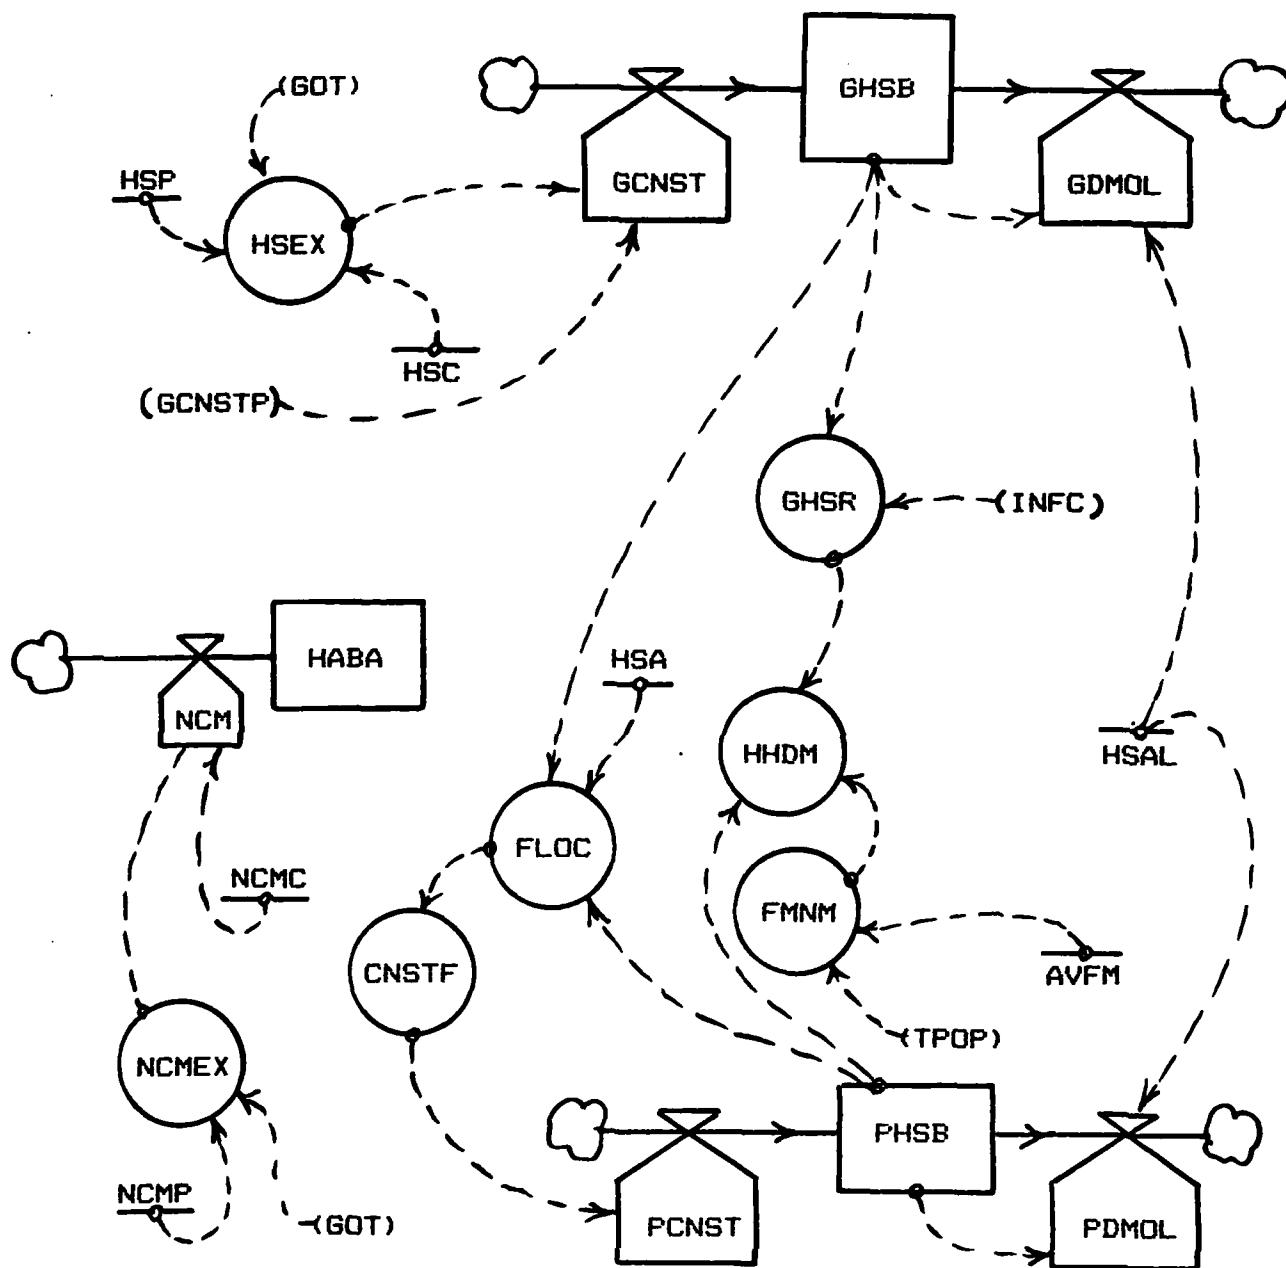 (GOT)
GHSB
HSP
GCNST
GDMOL
HSEX
HSC
(GCNSTP)
GHSR
(INFC)
HABA
HSA
NCM
HHDM
HSAL
FLOC
NCMC
FMNM
CNSTF
AVFM
(TPOP)
NCMEX
PHSB
NCMP
(GOT)
PCNST
PDMOL